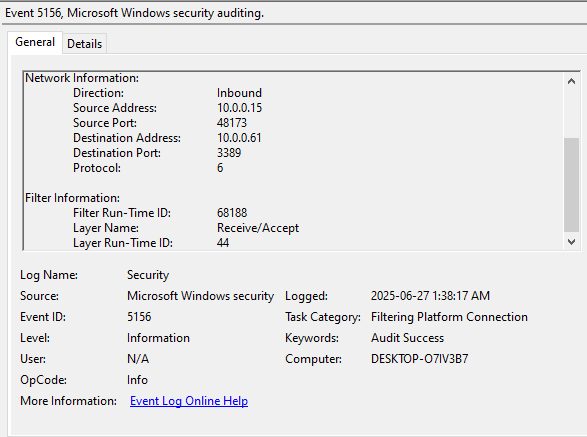 Event 5156, Microsoft Windows security auditing.
General Details
Network Information:
Direction: Inbound
Source Address: 10.0.0.15
Source Port: 48173
Destination Address: 10.0.0.61
Destination Port: 3389
Protocol: 6
Filter Information:
Filter Run-Time ID: 68188
Layer Name: Receive/Accept
Layer Run-Time ID: 44
Log Name: Security
Source: Microsoft Windows security Logged: 2025-06-27 1:38:17 AM
Event ID: 5156 Task Category: Filtering Platform Connection
Level: Information Keywords: Audit Success
User: N/A Computer: DESKTOP-O7IV3B7
OpCode: Info
More Information: Event Log Online Help